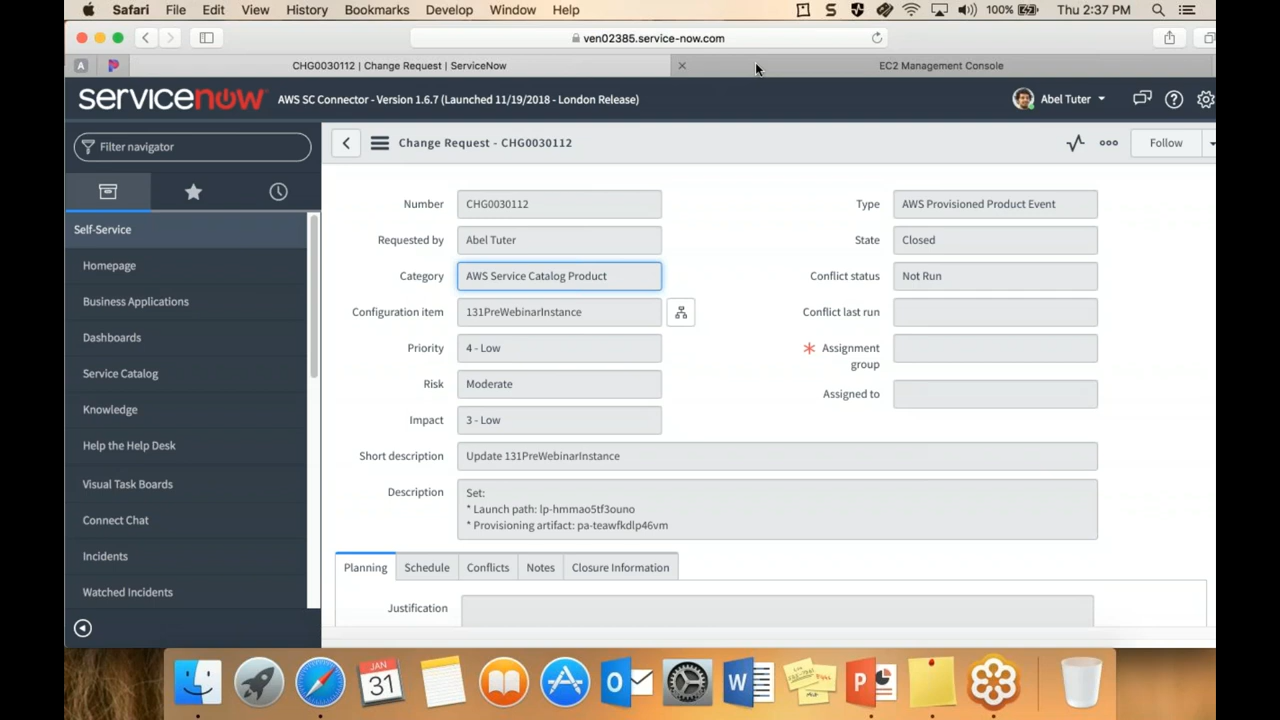 Safari File Edit View History Bookmarks Develop Window Help 100% Thu 2:37 PM
ven02385.service-now.com
A P CHG0030112 | Change Request | ServiceNow EC2 Management Console
servicenow AWS SC Connector - Version 1.6.7 (Launched 11/19/2018 - London Release) Abel Tuter
Filter navigator
Change Request - CHG0030112
Follow
Self-Service
Homepage
Business Applications
Dashboards
Service Catalog
Knowledge
Help the Help Desk
Visual Task Boards
Connect Chat
Incidents
Watched Incidents
Number CHG0030112
Requested by Abel Tuter
Category AWS Service Catalog Product
Configuration item 131PreWebinarInstance
Priority 4 - Low
Risk Moderate
Impact 3 - Low
Type AWS Provisioned Product Event
State Closed
Conflict status Not Run
Conflict last run
Assignment
group
Assigned to
Short description Update 131PreWebinarInstance
Description Set:
* Launch path: lp-hmmao5tf3ouno
* Provisioning artifact: pa-teawfkdlp46vm
Planning Schedule Conflicts Notes Closure Information
Justification
JAN
31